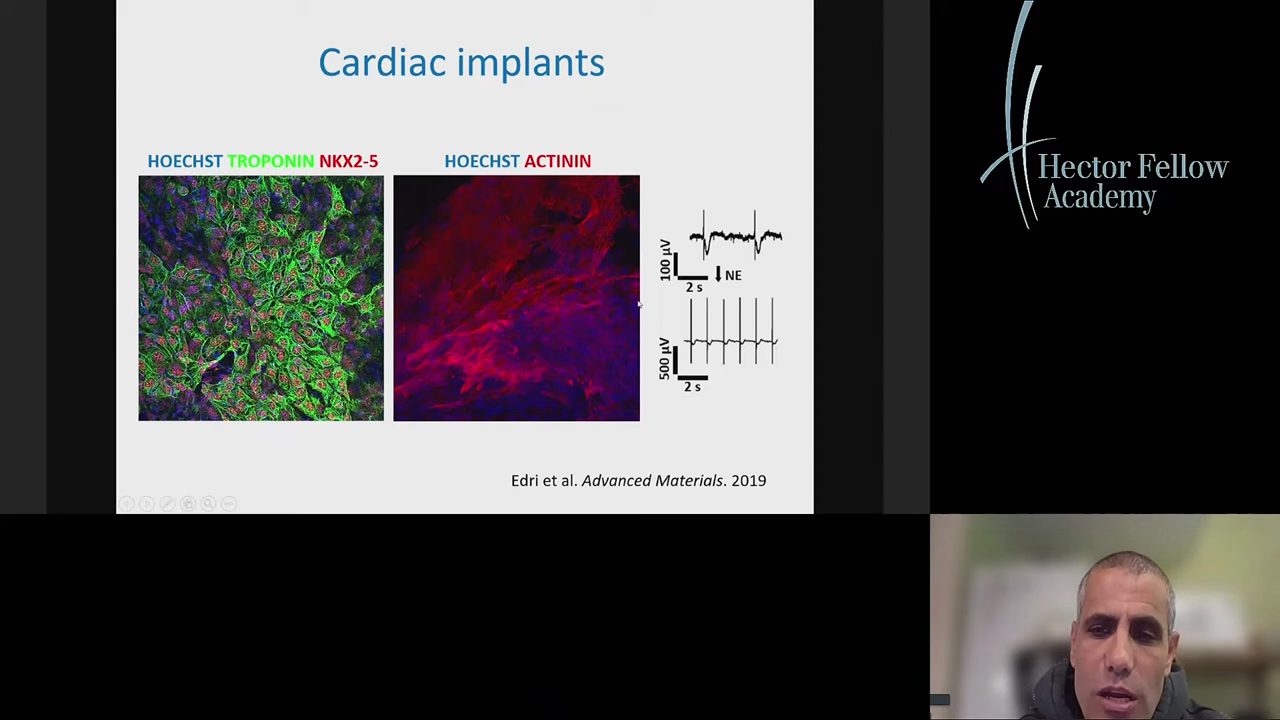 Cardiac implants
HOECHST TROPONIN NKX2-5
HOECHST ACTININ
100 µV
2 s
NE
500 µV
2 s
Edri et al. Advanced Materials. 2019
Hector Fellow
Academy